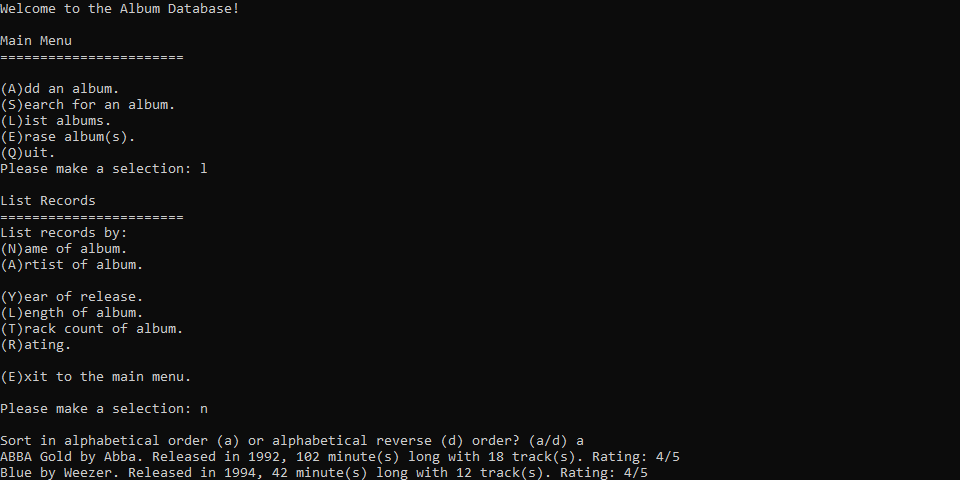 Welcome to the Album Database!
Main Menu
=======================
(A)dd an album.
(S)earch for an album.
(L)ist albums.
(E)rase album(s).
(Q)uit.
Please make a selection: l
List Records
=======================
List records by:
(N)ame of album.
(A)rtist of album.
(Y)ear of release.
(L)ength of album.
(T)rack count of album.
(R)ating.
(E)xit to the main menu.
Please make a selection: n
Sort in alphabetical order (a) or alphabetical reverse (d) order? (a/d) a
ABBA Gold by Abba. Released in 1992, 102 minute(s) long with 18 track(s). Rating: 4/5
Blue by Weezer. Released in 1994, 42 minute(s) long with 12 track(s). Rating: 4/5